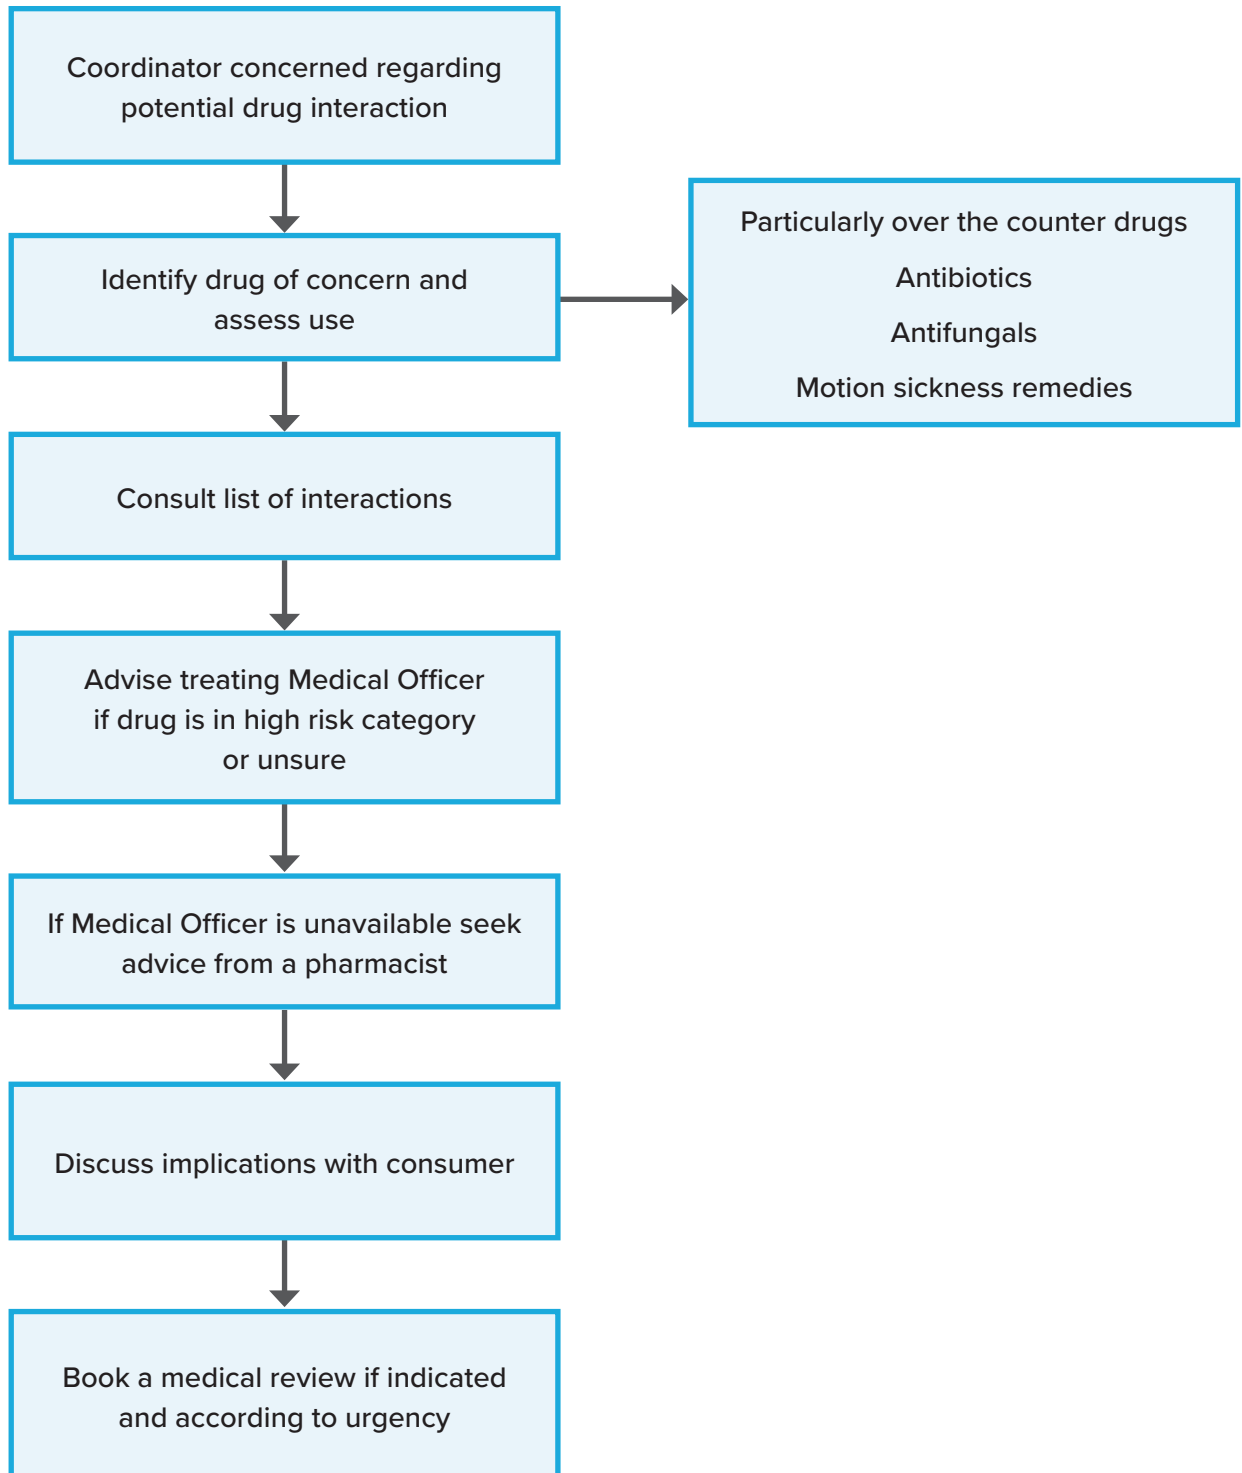 Coordinator concerned regarding
potential drug interaction
Identify drug of concern and
assess use
Particularly over the counter drugs
Antibiotics
Antifungals
Motion sickness remedies
Consult list of interactions
Advise treating Medical Officer
if drug is in high risk category
or unsure
If Medical Officer is unavailable seek
advice from a pharmacist
Discuss implications with consumer
Book a medical review if indicated
and according to urgency